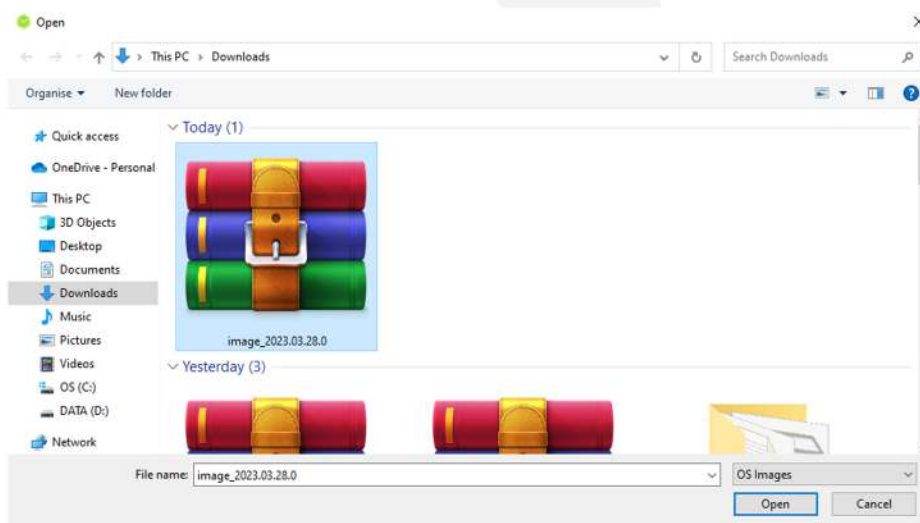 Open
This PC > Downloads
Search Downloads
Organise
New folder
Quick access
OneDrive - Personal
This PC
3D Objects
Desktop
Documents
Downloads
Music
Pictures
Videos
OS (C:)
DATA (D:)
Network
Today (1)
image_2023.03.28.0
Yesterday (3)
File name: image_2023.03.28.0
OS Images
Open Cancel